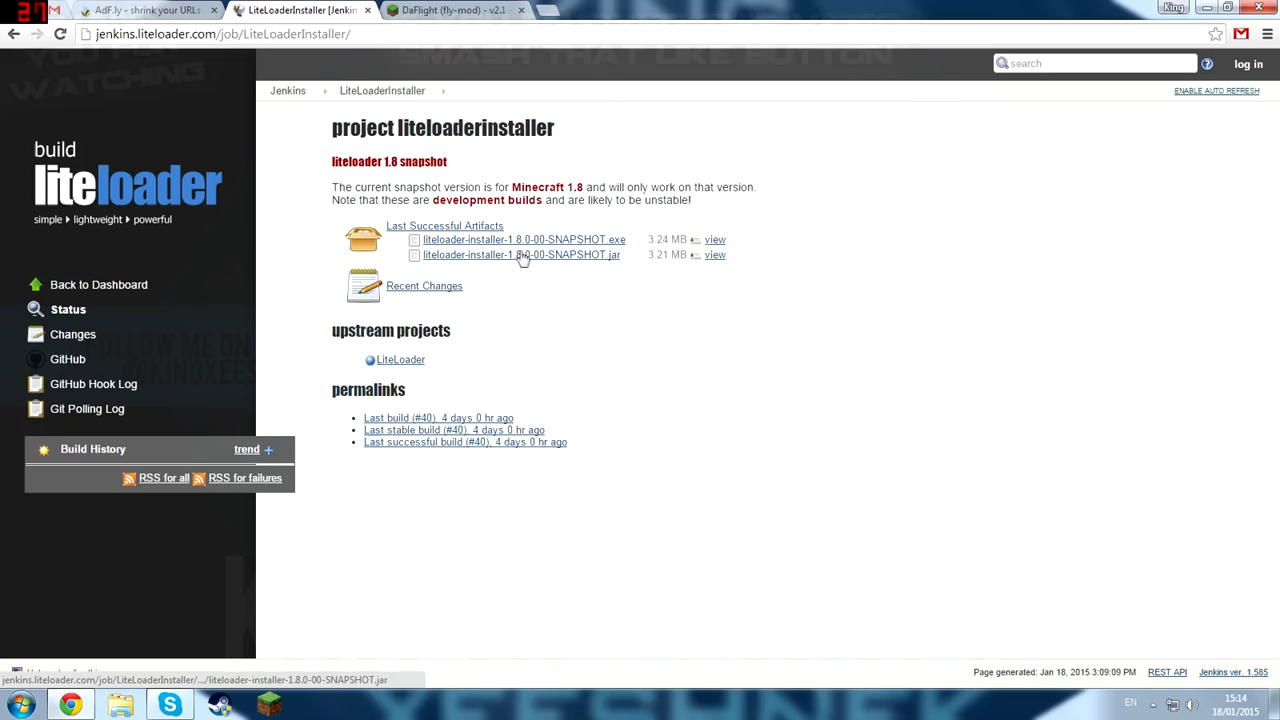 AdF.ly - shrink your URLs
LiteLoaderInstaller [Jenki
DaFlight (fly-mod) - v2.1
King
jenkins.liteloader.com/job/LiteLoaderInstaller/
WATCHING
SMASH THAT LIKE BUTTON
search
log in
Jenkins
LiteLoaderInstaller
ENABLE AUTO REFRESH
project liteloaderinstaller
build
liteloader
simple lightweight powerful
liteloader 1.8 snapshot
The current snapshot version is for Minecraft 1.8 and will only work on that version.
Note that these are development builds and are likely to be unstable!
Last Successful Artifacts
liteloader-installer-1.8.0-00-SNAPSHOT.exe 3.24 MB view
liteloader-installer-1.8.0-00-SNAPSHOT.jar 3.21 MB view
Recent Changes
Back to Dashboard
Status
Changes
GitHub
GitHub Hook Log
Git Polling Log
FOLLOW ME ON
upstream projects
LiteLoader
permalinks
Last build (#40), 4 days 0 hr ago
Last stable build (#40), 4 days 0 hr ago
Last successful build (#40), 4 days 0 hr ago
Build History
trend
RSS for all
RSS for failures
Page generated: Jan 18, 2015 3:09:09 PM
REST API
Jenkins ver. 1.585
jenkins.liteloader.com/job/LiteLoaderInstaller/.../liteloader-installer-1.8.0-00-SNAPSHOT.jar
EN
15:14
18/01/2015